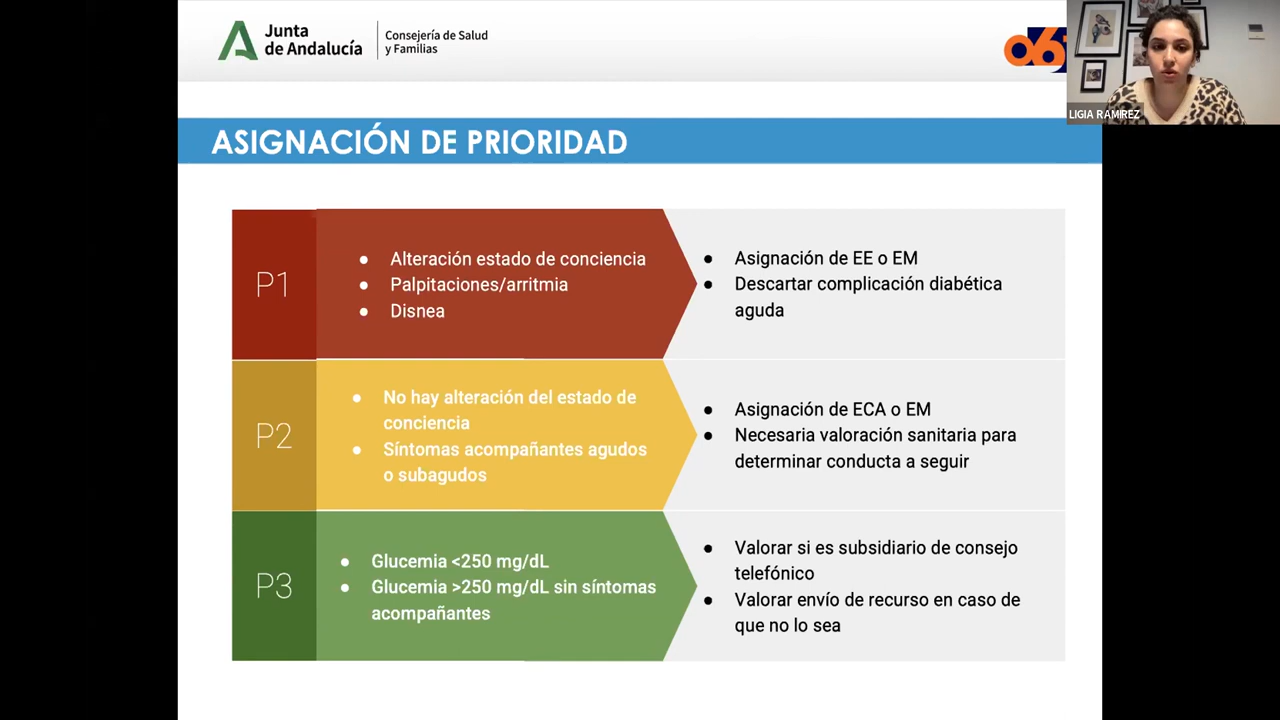 Junta
de Andalucía
Consejería de Salud
y Familias
061
LIGIA RAMIREZ
ASIGNACIÓN DE PRIORIDAD
P1
● Alteración estado de conciencia
● Palpitaciones/arritmia
● Disnea
● Asignación de EE o EM
● Descartar complicación diabética
aguda
P2
● No hay alteración del estado de
conciencia
● Síntomas acompañantes agudos
o subagudos
● Asignación de ECA o EM
● Necesaria valoración sanitaria para
determinar conducta a seguir
P3
● Glucemia <250 mg/dL
● Glucemia >250 mg/dL sin síntomas
acompañantes
● Valorar si es subsidiario de consejo
telefónico
● Valorar envío de recurso en caso de
que no lo sea